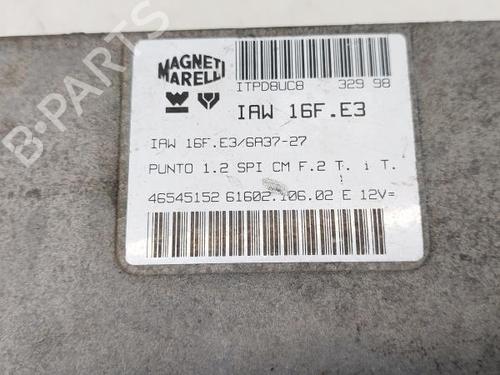 MAGNETI
MARELLI
ITPD8UC8 329 98
IAW 16F.E3
IAW 16F.E3/6A37-27
PUNTO 1.2 SPI CM F.2 T. i T.
46545152 61602.106.02 E 12V=
B-PARTS